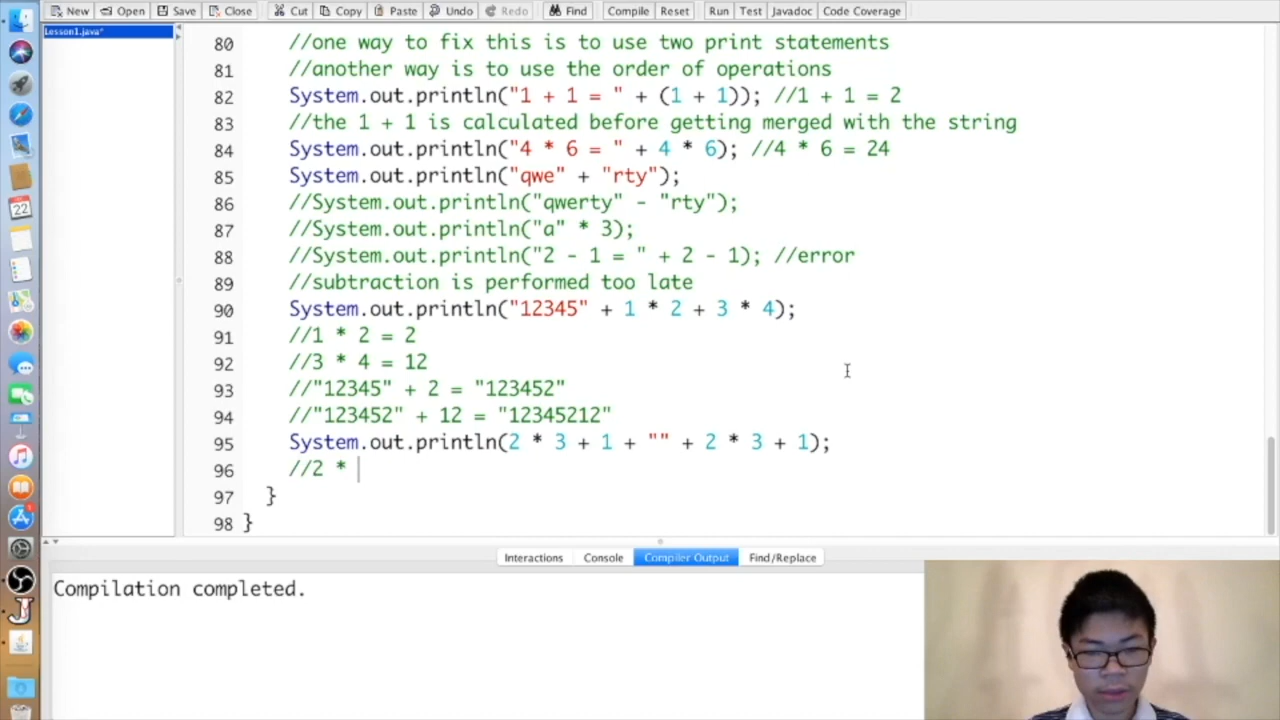 New Open Save Close Cut Copy Paste Undo Redo Find Compile Reset Run Test Javadoc Code Coverage
Lesson1.java*
80 //one way to fix this is to use two print statements
81 //another way is to use the order of operations
82 System.out.println("1 + 1 = " + (1 + 1)); //1 + 1 = 2
83 //the 1 + 1 is calculated before getting merged with the string
84 System.out.println("4 * 6 = " + 4 * 6); //4 * 6 = 24
85 System.out.println("qwe" + "rty");
86 //System.out.println("qwerty" - "rty");
87 //System.out.println("a" * 3);
88 //System.out.println("2 - 1 = " + 2 - 1); //error
89 //subtraction is performed too late
90 System.out.println("12345" + 1 * 2 + 3 * 4);
91 //1 * 2 = 2
92 //3 * 4 = 12
93 //"12345" + 2 = "123452"
94 //"123452" + 12 = "12345212"
95 System.out.println(2 * 3 + 1 + "" + 2 * 3 + 1);
96 //2 *
97 }
98 }
Interactions Console Compiler Output Find/Replace
Compilation completed.
22